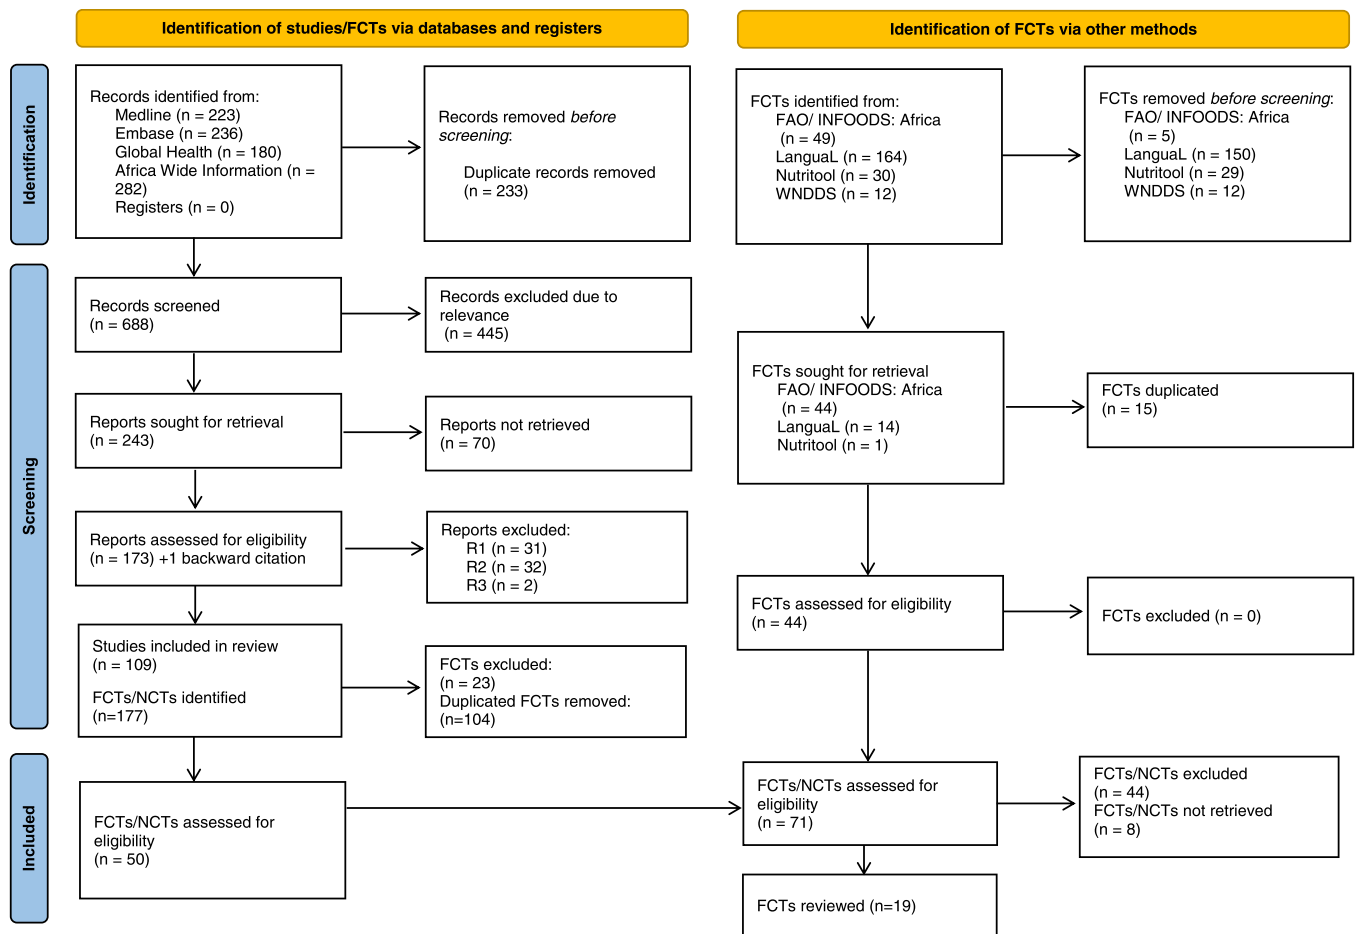 Identification of studies/FCTs via databases and registers
Identification of FCTs via other methods
Identification
Records identified from:
Medline (n = 223)
Embase (n = 236)
Global Health (n = 180)
Africa Wide Information (n =
282)
Registers (n = 0)
Records removed before
screening:
Duplicate records removed
(n = 233)
FCTs identified from:
FAO/ INFOODS: Africa
(n = 49)
LanguaL (n = 164)
Nutritool (n = 30)
WNDDS (n = 12)
FCTs removed before screening:
FAO/ INFOODS: Africa
(n = 5)
LanguaL (n = 150)
Nutritool (n = 29)
WNDDS (n = 12)
Screening
Records screened
(n = 688)
Records excluded due to
relevance
(n = 445)
Reports sought for retrieval
(n = 243)
Reports not retrieved
(n = 70)
FCTs sought for retrieval
FAO/ INFOODS: Africa
(n = 44)
LanguaL (n = 14)
Nutritool (n = 1)
FCTs duplicated
(n = 15)
Reports assessed for eligibility
(n = 173) +1 backward citation
Reports excluded:
R1 (n = 31)
R2 (n = 32)
R3 (n = 2)
FCTs assessed for eligibility
(n = 44)
FCTs excluded (n = 0)
Studies included in review
(n = 109)
FCTs/NCTs identified
(n=177)
FCTs excluded:
(n = 23)
Duplicated FCTs removed:
(n=104)
Included
FCTs/NCTs assessed for
eligibility
(n = 50)
FCTs/NCTs assessed for
eligibility
(n = 71)
FCTs/NCTs excluded
(n = 44)
FCTs/NCTs not retrieved
(n = 8)
FCTs reviewed (n=19)